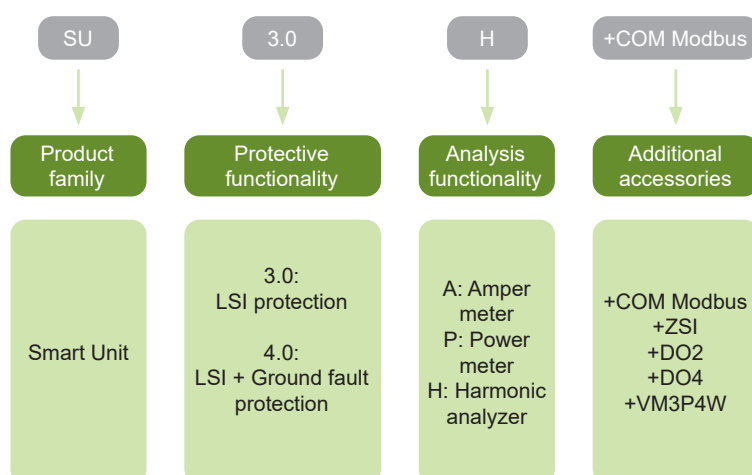 SU
3.0
H
+COM Modbus
Product
family
Protective
functionality
Analysis
functionality
Additional
accessories
Smart Unit
3.0:
LSI protection
4.0:
LSI + Ground fault
protection
A: Amper
meter
P: Power
meter
H: Harmonic
analyzer
+COM Modbus
+ZSI
+DO2
+DO4
+VM3P4W